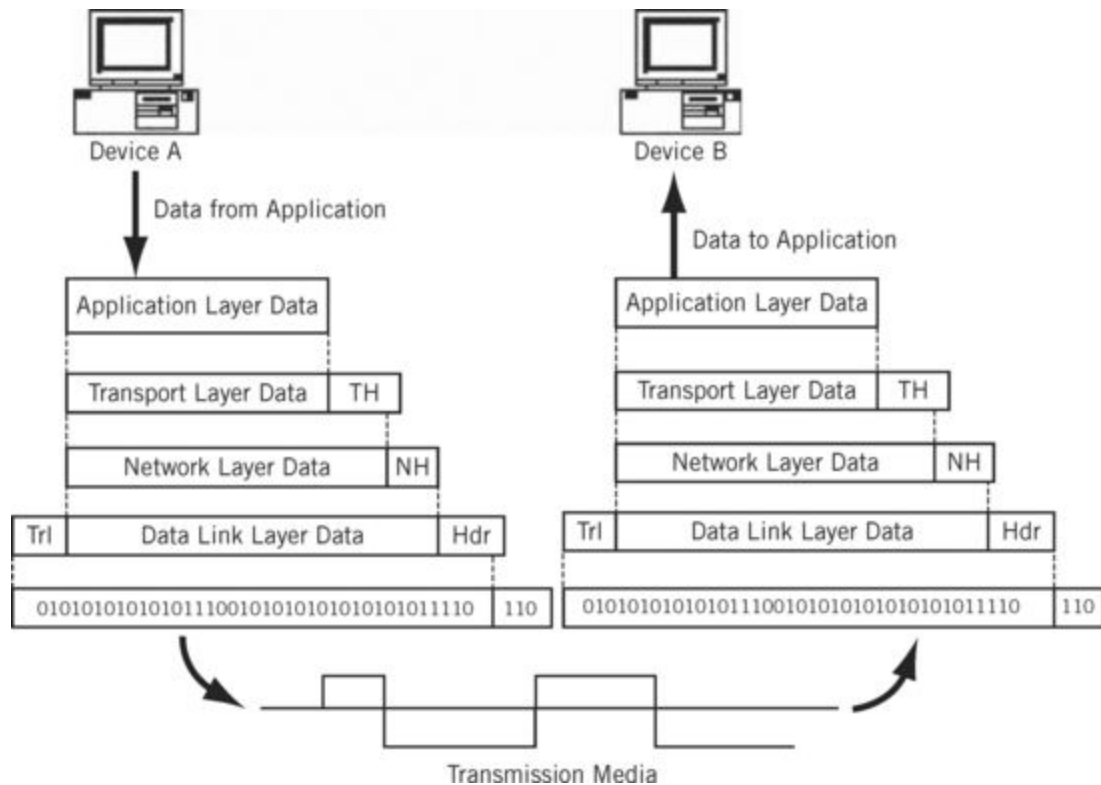 Device A
Device B
Data from Application
Data to Application
Application Layer Data
Application Layer Data
Transport Layer Data TH
Transport Layer Data TH
Network Layer Data NH
Network Layer Data NH
Trl Data Link Layer Data Hdr
Trl Data Link Layer Data Hdr
0101010101010111001010101010101011110 110
0101010101010111001010101010101011110 110
Transmission Media